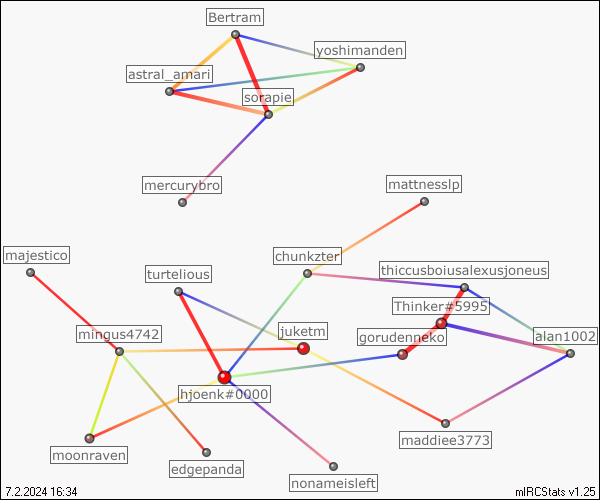 Bertram
yoshimanden
astral_amari
sorapie
mercurybro
mattnesslp
majestico
chunkzter
turtelious
thiccusboiusalexusjoneus
Thinker#5995
mingus4742
juketm
gorudenneko
alan1002
hjoenk#0000
maddiee3773
moonraven
edgepanda
nonameisleft
7.2.2024 16:34
mIRCStats v1.25